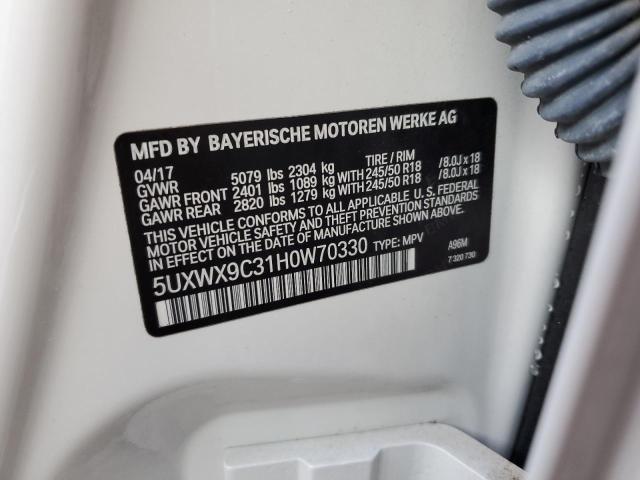 MFD BY BAYERISCHE MOTOREN WERKE AG
04/17 TIRE / RIM
GVWR 5079 lbs 2304 kg
GAWR FRONT 2401 lbs 1089 kg WITH 245/50 R18 /8.0J x 18
GAWR REAR 2820 lbs 1279 kg WITH 245/50 R18 /8.0J x 18
THIS VEHICLE CONFORMS TO ALL APPLICABLE U.S. FEDERAL
MOTOR VEHICLE SAFETY AND THEFT PREVENTION STANDARDS
IN EFFECT ON THE DATE OF MANUFACTURE SHOWN ABOVE.
5UXWX9C31H0W70330 TYPE: MPV A96M
7 320 730